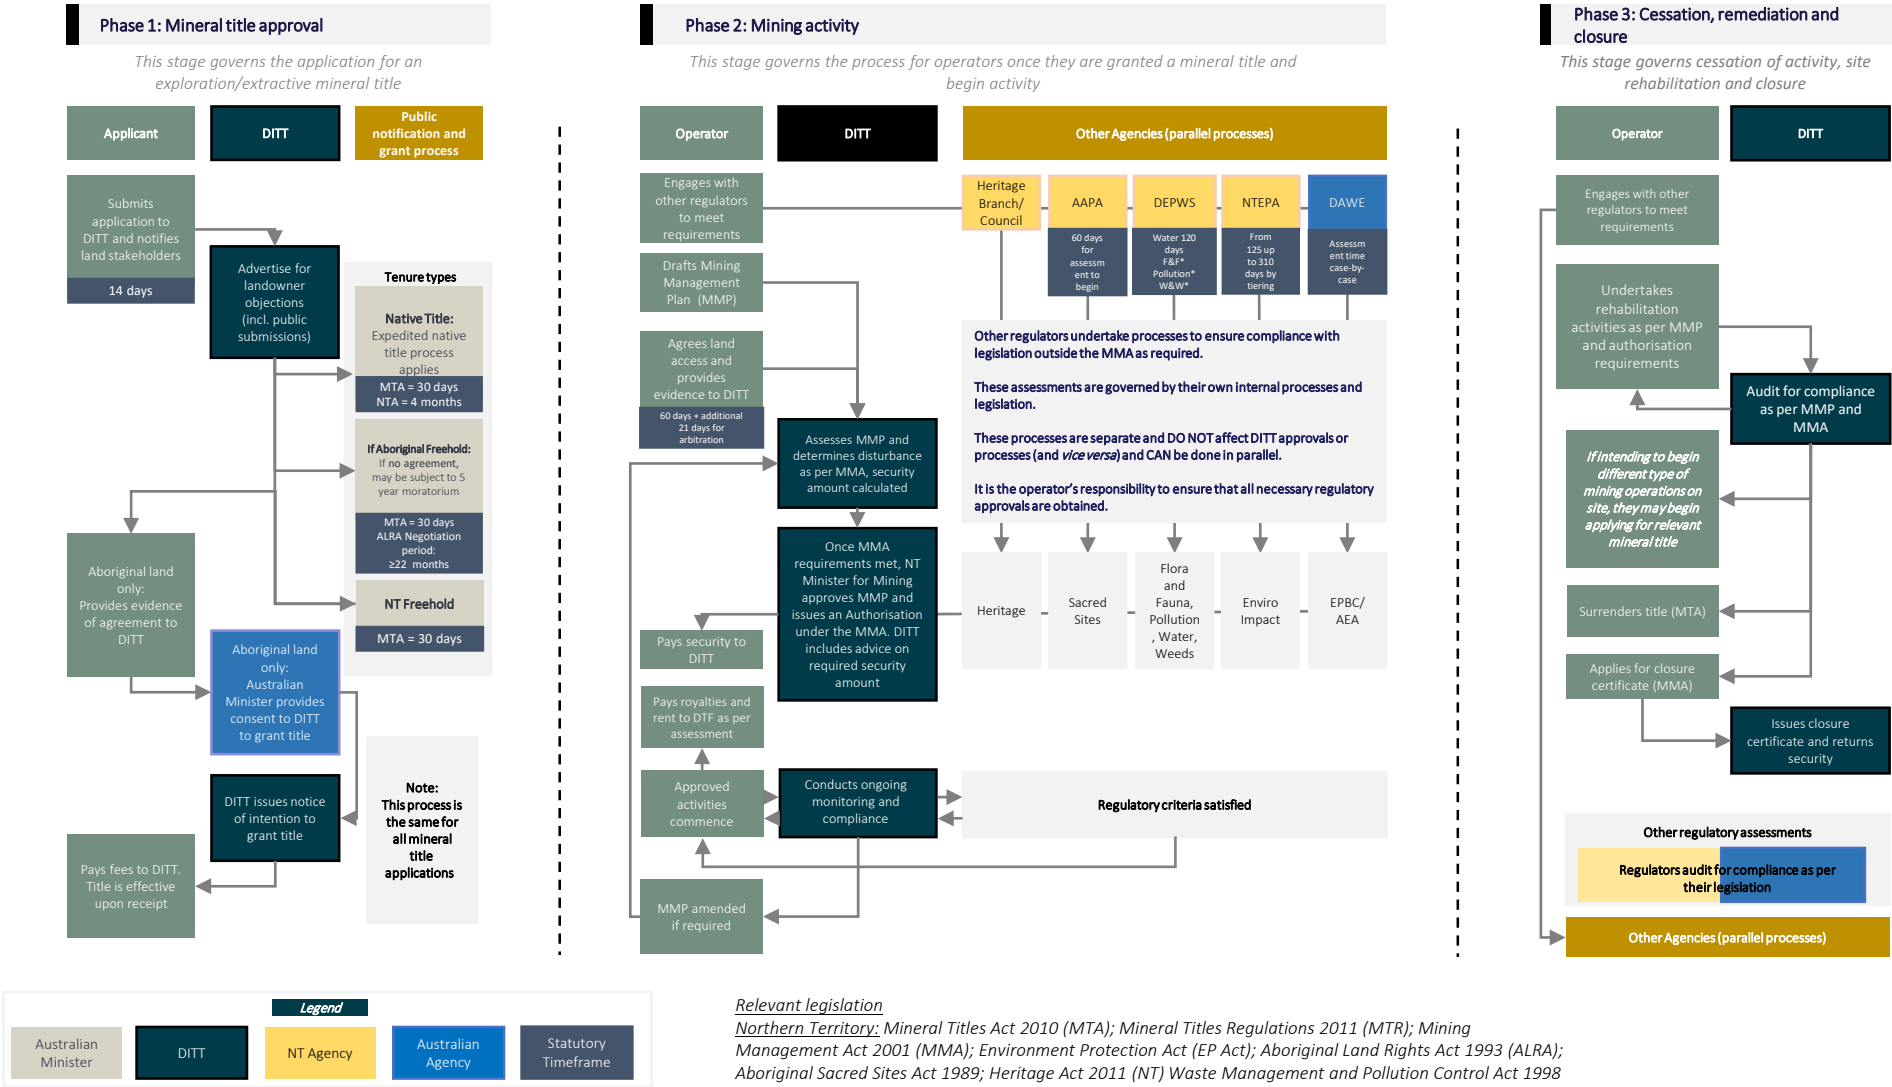 Phase 1: Mineral title approval
This stage governs the application for an
exploration/extractive mineral title
Applicant
DITT
Public
notification and
grant process
Submits
application to
DITT and notifies
land stakeholders
14 days
Advertise for
landowner
objections
(incl. public
submissions)
Tenure types
Native Title:
Expedited native
title process
applies
MTA = 30 days
NTA = 4 months
If Aboriginal Freehold:
If no agreement,
may be subject to 5
year moratorium
MTA = 30 days
ALRA Negotiation
period:
≥22 months
NT Freehold
MTA = 30 days
Aboriginal land
only:
Provides evidence
of agreement to
DITT
Aboriginal land
only:
Australian
Minister provides
consent to DITT
to grant title
DITT issues notice
of intention to
grant title
Pays fees to DITT.
Title is effective
upon receipt
Note:
This process is
the same for
all mineral
title
applications
Phase 2: Mining activity
This stage governs the process for operators once they are granted a mineral title and
begin activity
Operator
DITT
Other Agencies (parallel processes)
Engages with
other regulators
to meet
requirements
Heritage
Branch/
Council
AAPA
60 days
for
assessm
ent to
begin
DEPWS
Water 120
days
F&F*
Pollution*
W&W*
NTEPA
From
125 up
to 310
days by
tiering
DAWE
Assessm
ent time
case-by-
case
Drafts Mining
Management
Plan (MMP)
Agrees land
access and
provides
evidence to DITT
60 days + additional
21 days for
arbitration
Other regulators undertake processes to ensure compliance with
legislation outside the MMA as required.
These assessments are governed by their own internal processes and
legislation.
These processes are separate and DO NOT affect DITT approvals or
processes (and vice versa) and CAN be done in parallel.
It is the operator's responsibility to ensure that all necessary regulatory
approvals are obtained.
Assesses MMP and
determines disturbance
as per MMA, security
amount calculated
Once MMA
requirements met, NT
Minister for Mining
approves MMP and
issues an Authorisation
under the MMA. DITT
includes advice on
required security
amount
Heritage
Sacred
Sites
Flora
and
Fauna,
Pollution
, Water,
Weeds
Enviro
Impact
EPBC/
AEA
Pays security to
DITT
Pays royalties and
rent to DTF as per
assessment
Approved
activities
commence
Conducts ongoing
monitoring and
compliance
Regulatory criteria satisfied
MMP amended
if required
Phase 3: Cessation, remediation and
closure
This stage governs cessation of activity, site
rehabilitation and closure
Operator
DITT
Engages with other
regulators to meet
requirements
Undertakes
rehabilitation
activities as per MMP
and authorisation
requirements
Audit for compliance
as per MMP and
MMA
If intending to begin
different type of
mining operations on
site, they may begin
applying for relevant
mineral title
Surrenders title (MTA)
Applies for closure
certificate (MMA)
Issues closure
certificate and returns
security
Other regulatory assessments
Regulators audit for compliance as per
their legislation
Other Agencies (parallel processes)
Legend
Australian
Minister
DITT
NT Agency
Australian
Agency
Statutory
Timeframe
Relevant legislation
Northern Territory: Mineral Titles Act 2010 (MTA); Mineral Titles Regulations 2011 (MTR); Mining
Management Act 2001 (MMA); Environment Protection Act (EP Act); Aboriginal Land Rights Act 1993 (ALRA);
Aboriginal Sacred Sites Act 1989; Heritage Act 2011 (NT) Waste Management and Pollution Control Act 1998